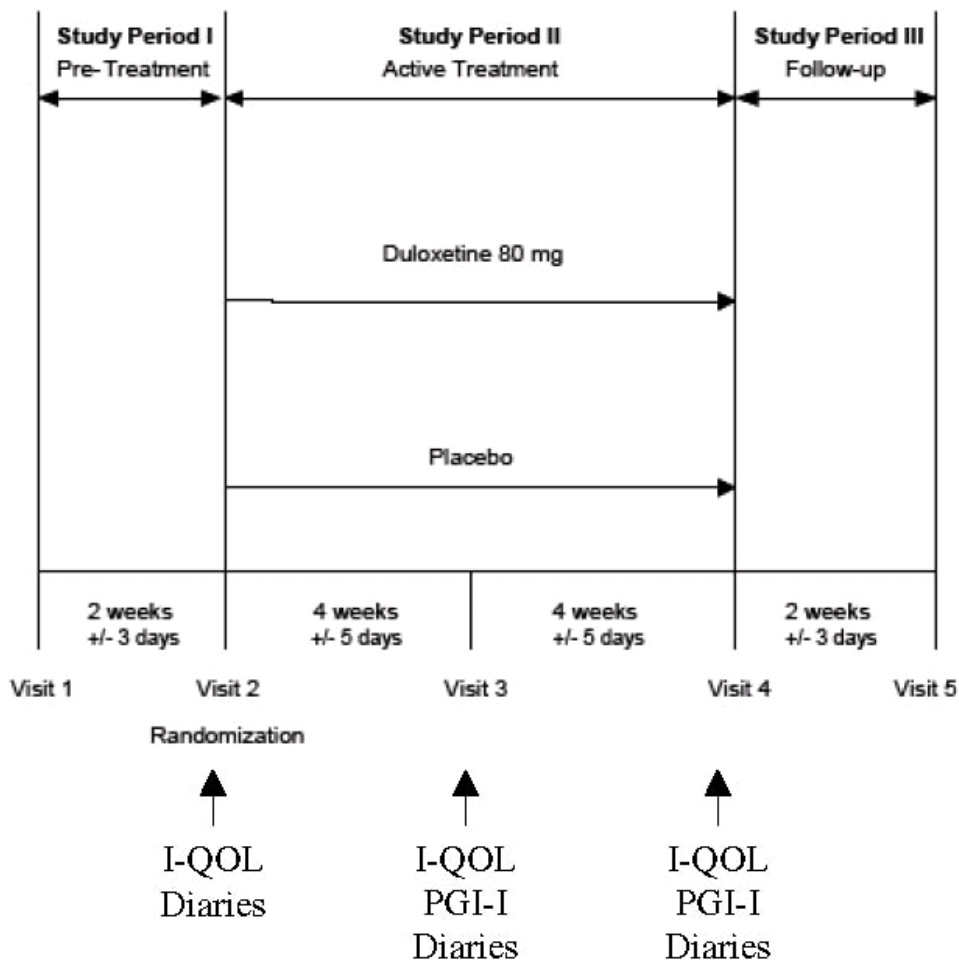 Study Period I
Pre-Treatment
Study Period II
Active Treatment
Study Period III
Follow-up
Duloxetine 80 mg
Placebo
2 weeks
+/- 3 days
4 weeks
+/- 5 days
4 weeks
+/- 5 days
2 weeks
+/- 3 days
Visit 1
Visit 2
Visit 3
Visit 4
Visit 5
Randomization
I-QOL
Diaries
I-QOL
PGI-I
Diaries
I-QOL
PGI-I
Diaries